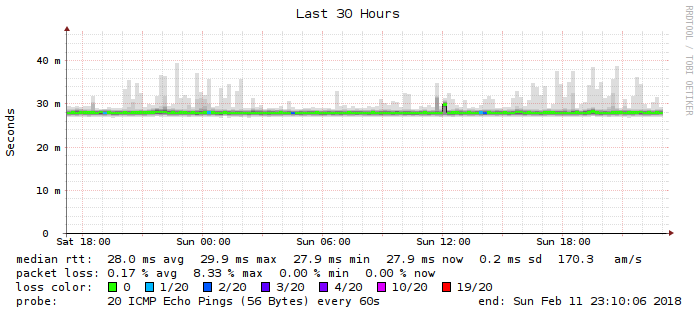 Last 30 Hours
RRDTOOL / TOBI OETIKER
Seconds
40 m
30 m
20 m
10 m
0
Sat 18:00 Sun 00:00 Sun 06:00 Sun 12:00 Sun 18:00
median rtt: 28.0 ms avg 29.9 ms max 27.9 ms min 27.9 ms now 0.2 ms sd 170.3 am/s
packet loss: 0.17 % avg 8.33 % max 0.00 % min 0.00 % now
loss color: 0 1/20 2/20 3/20 4/20 10/20 19/20
probe: 20 ICMP Echo Pings (56 Bytes) every 60s end: Sun Feb 11 23:10:06 2018